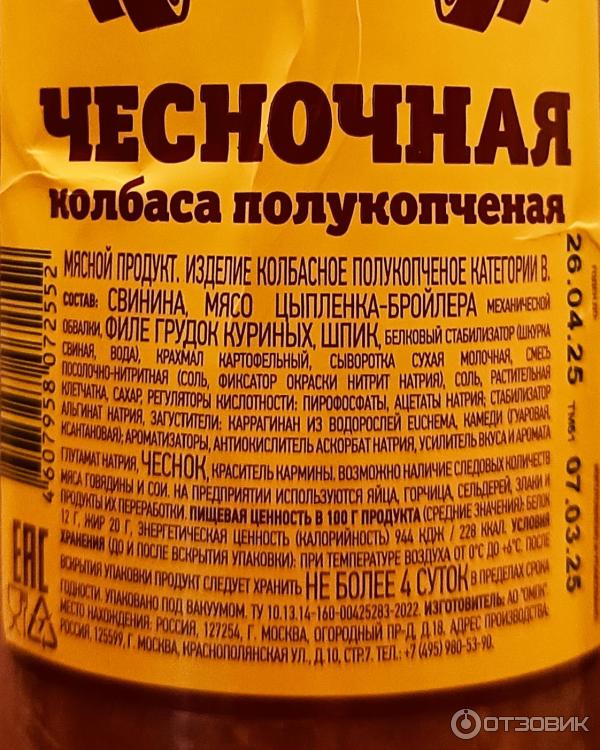 ЧЕСНОЧНАЯ
колбаса полукопченая
МЯСНОЙ ПРОДУКТ. ИЗДЕЛИЕ КОЛБАСНОЕ ПОЛУКОПЧЕНОЕ КАТЕГОРИИ В.
СОСТАВ: СВИНИНА, МЯСО ЦЫПЛЕНКА-БРОЙЛЕРА МЕХАНИЧЕСКОЙ
ОБВАЛКИ, ФИЛЕ ГРУДОК КУРИНЫХ, ШПИК, БЕЛКОВЫЙ СТАБИЛИЗАТОР (ШКУРКА
СВИНАЯ, ВОДА), КРАХМАЛ КАРТОФЕЛЬНЫЙ, СЫВОРОТКА СУХАЯ МОЛОЧНАЯ, СМЕСЬ
ПОСОЛОЧНО-НИТРИТНАЯ (СОЛЬ, ФИКСАТОР ОКРАСКИ НИТРИТ НАТРИЯ), СОЛЬ, РАСТИТЕЛЬНАЯ
КЛЕТЧАТКА, САХАР, РЕГУЛЯТОРЫ КИСЛОТНОСТИ: ПИРОФОСФАТЫ, АЦЕТАТЫ НАТРИЯ; СТАБИЛИЗАТОР
АЛЬГИНАТ НАТРИЯ, ЗАГУСТИТЕЛИ: КАРРАГИНАН ИЗ ВОДОРОСЛЕЙ EUCHEMA, КАМЕДИ (ГУАРОВАЯ,
КСАНТАНОВАЯ); АРОМАТИЗАТОРЫ, АНТИОКИСЛИТЕЛЬ АСКОРБАТ НАТРИЯ, УСИЛИТЕЛЬ ВКУСА И АРОМАТА
ГЛУТАМАТ НАТРИЯ, ЧЕСНОК, КРАСИТЕЛЬ КАРМИНЫ. ВОЗМОЖНО НАЛИЧИЕ СЛЕДОВЫХ КОЛИЧЕСТВ
МЯСА ГОВЯДИНЫ И СОИ. НА ПРЕДПРИЯТИИ ИСПОЛЬЗУЮТСЯ ЯЙЦА, ГОРЧИЦА, СЕЛЬДЕРЕЙ, ЗЛАКИ И
ПРОДУКТЫ ИХ ПЕРЕРАБОТКИ. ПИЩЕВАЯ ЦЕННОСТЬ В 100 Г ПРОДУКТА (СРЕДНИЕ ЗНАЧЕНИЯ): БЕЛОК
12 Г, ЖИР 20 Г, ЭНЕРГЕТИЧЕСКАЯ ЦЕННОСТЬ (КАЛОРИЙНОСТЬ) 944 КДЖ / 228 ККАЛ. УСЛОВИЯ
ХРАНЕНИЯ (ДО И ПОСЛЕ ВСКРЫТИЯ УПАКОВКИ): ПРИ ТЕМПЕРАТУРЕ ВОЗДУХА ОТ 0°С ДО +6°С. ПОСЛЕ
ВСКРЫТИЯ УПАКОВКИ ПРОДУКТ СЛЕДУЕТ ХРАНИТЬ НЕ БОЛЕЕ 4 СУТОК В ПРЕДЕЛАХ СРОКА
ГОДНОСТИ. УПАКОВАНО ПОД ВАКУУМОМ. ТУ 10.13.14-160-00425283-2022. ИЗГОТОВИТЕЛЬ: АО "ОМПК".
МЕСТО НАХОЖДЕНИЯ: РОССИЯ, 127254, Г. МОСКВА, ОГОРОДНЫЙ ПР-Д, Д.18. АДРЕС ПРОИЗВОДСТВА:
РОССИЯ, 125599, Г. МОСКВА, КРАСНОПОЛЯНСКАЯ УЛ., Д.10, СТР.7. ТЕЛ.: +7 (495) 980-53-90.
4 607958 072552
EAC
26.04.25 ТМ61 07.03.25
ОТЗОВИК